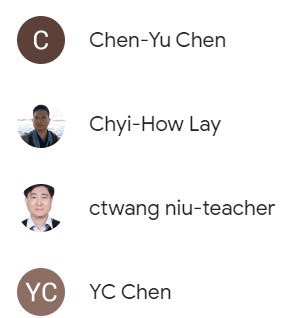 C Chen-Yu Chen
Chyi-How Lay
ctwang niu-teacher
YC YC Chen